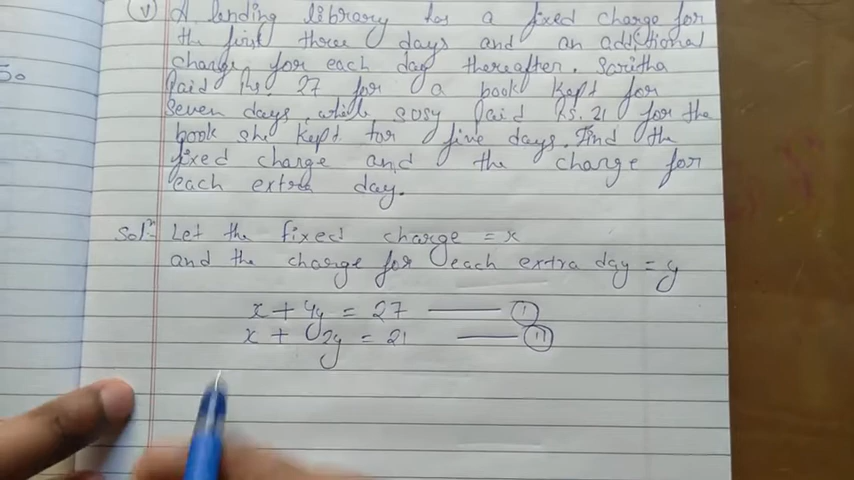 (v) A lending library has a fixed charge for
the first three days and an additional
charge for each day thereafter. Saritha
Paid Rs. 27 for a book kept for
Seven days, while Susy Paid Rs. 21 for the
book she kept for five days. Find the
fixed charge and the charge for
each extra day.
Solⁿ Let the fixed charge = x
and the charge for each extra day = y
x + 4y = 27 —— (i)
x + 2y = 21 —— (ii)